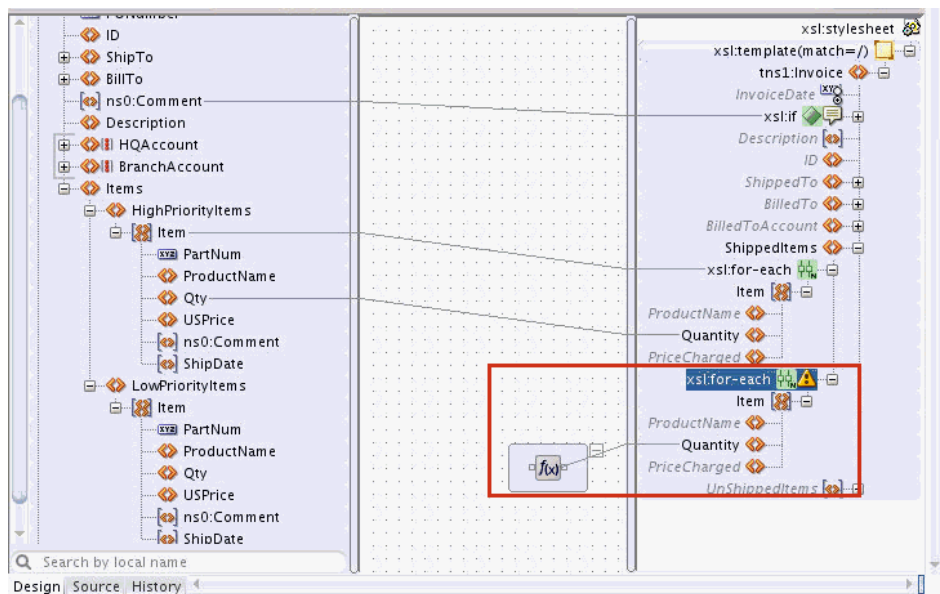 ID
ShipTo
BillTo
ns0:Comment
Description
HQAccount
BranchAccount
Items
HighPriorityItems
Item
XYZ PartNum
ProductName
Qty
USPrice
ns0:Comment
ShipDate
LowPriorityItems
Item
XYZ PartNum
ProductName
Qty
USPrice
ns0:Comment
ShipDate
Search by local name
Design Source History
f(x)
xsl:stylesheet
xsl:template(match=/)
tns1:Invoice
InvoiceDate XYZ
xsl:if
Description
ID
ShippedTo
BilledTo
BilledToAccount
ShippedItems
xsl:for-each
Item
ProductName
Quantity
PriceCharged
xsl:for-each
Item
ProductName
Quantity
PriceCharged
UnShippedItems